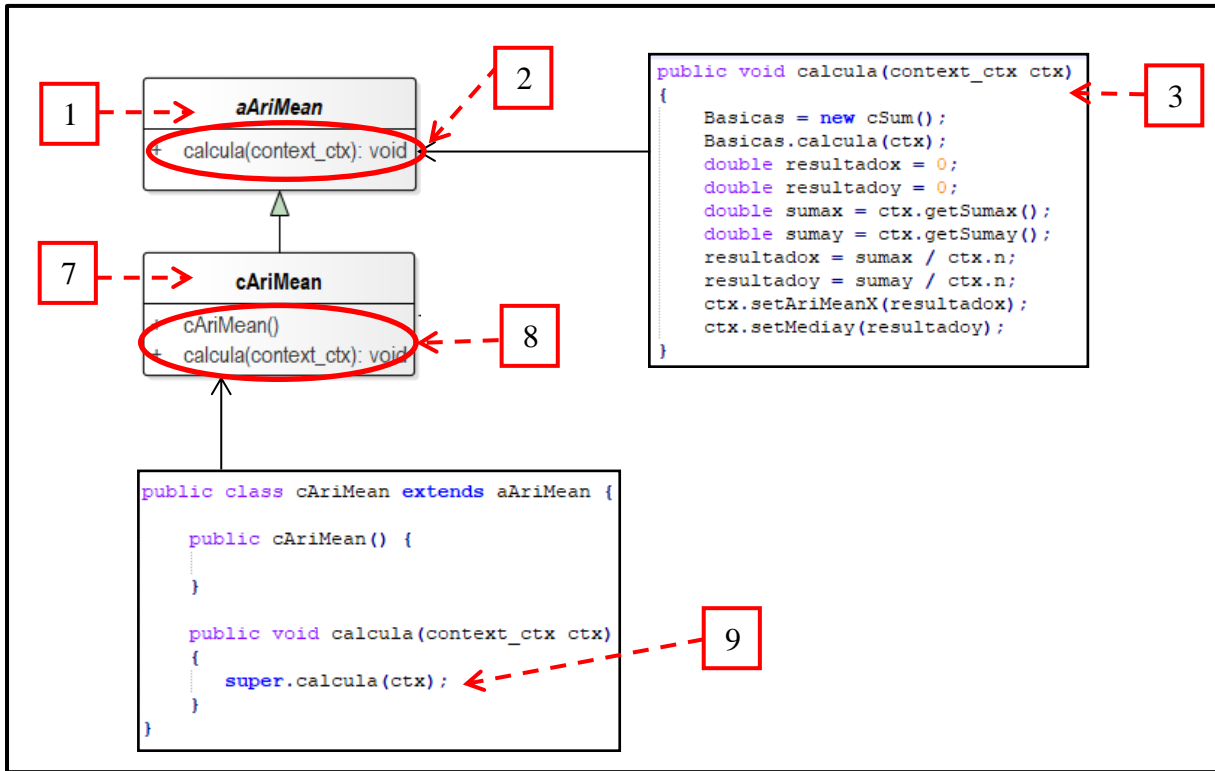 1
aAriMean
+ calcula(context_ctx): void
2
public void calcula(context_ctx ctx)
{
Basicas = new cSum();
Basicas.calcula(ctx);
double resultadox = 0;
double resultadoy = 0;
double sumax = ctx.getSumax();
double sumay = ctx.getSumay();
resultadox = sumax / ctx.n;
resultadoy = sumay / ctx.n;
ctx.setAriMeanX(resultadox);
ctx.setMediay(resultadoy);
}
3
7
cAriMean
+ cAriMean()
+ calcula(context_ctx): void
8
public class cAriMean extends aAriMean {
public cAriMean() {
}
public void calcula(context_ctx ctx)
{
super.calcula(ctx);
}
}
9